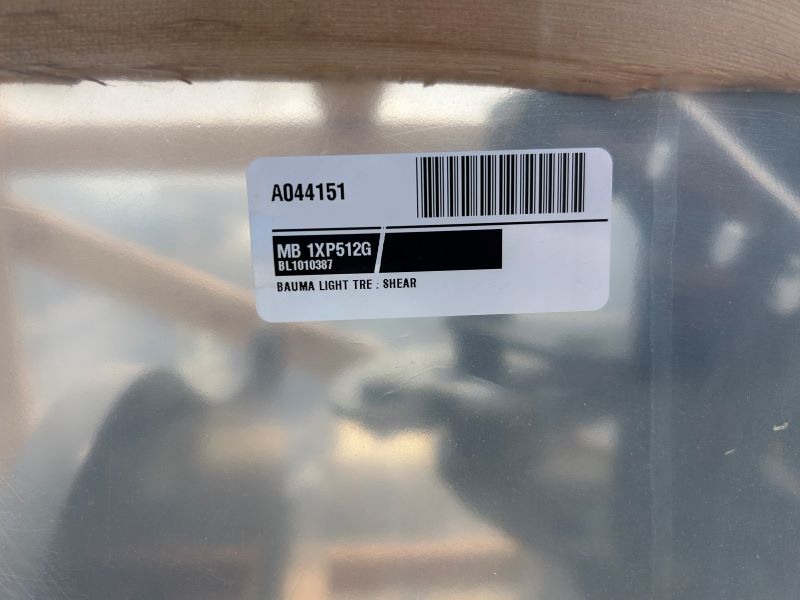 A044151
MB 1XP512G
BL1010387
BAUMA LIGHT TRE : SHEAR